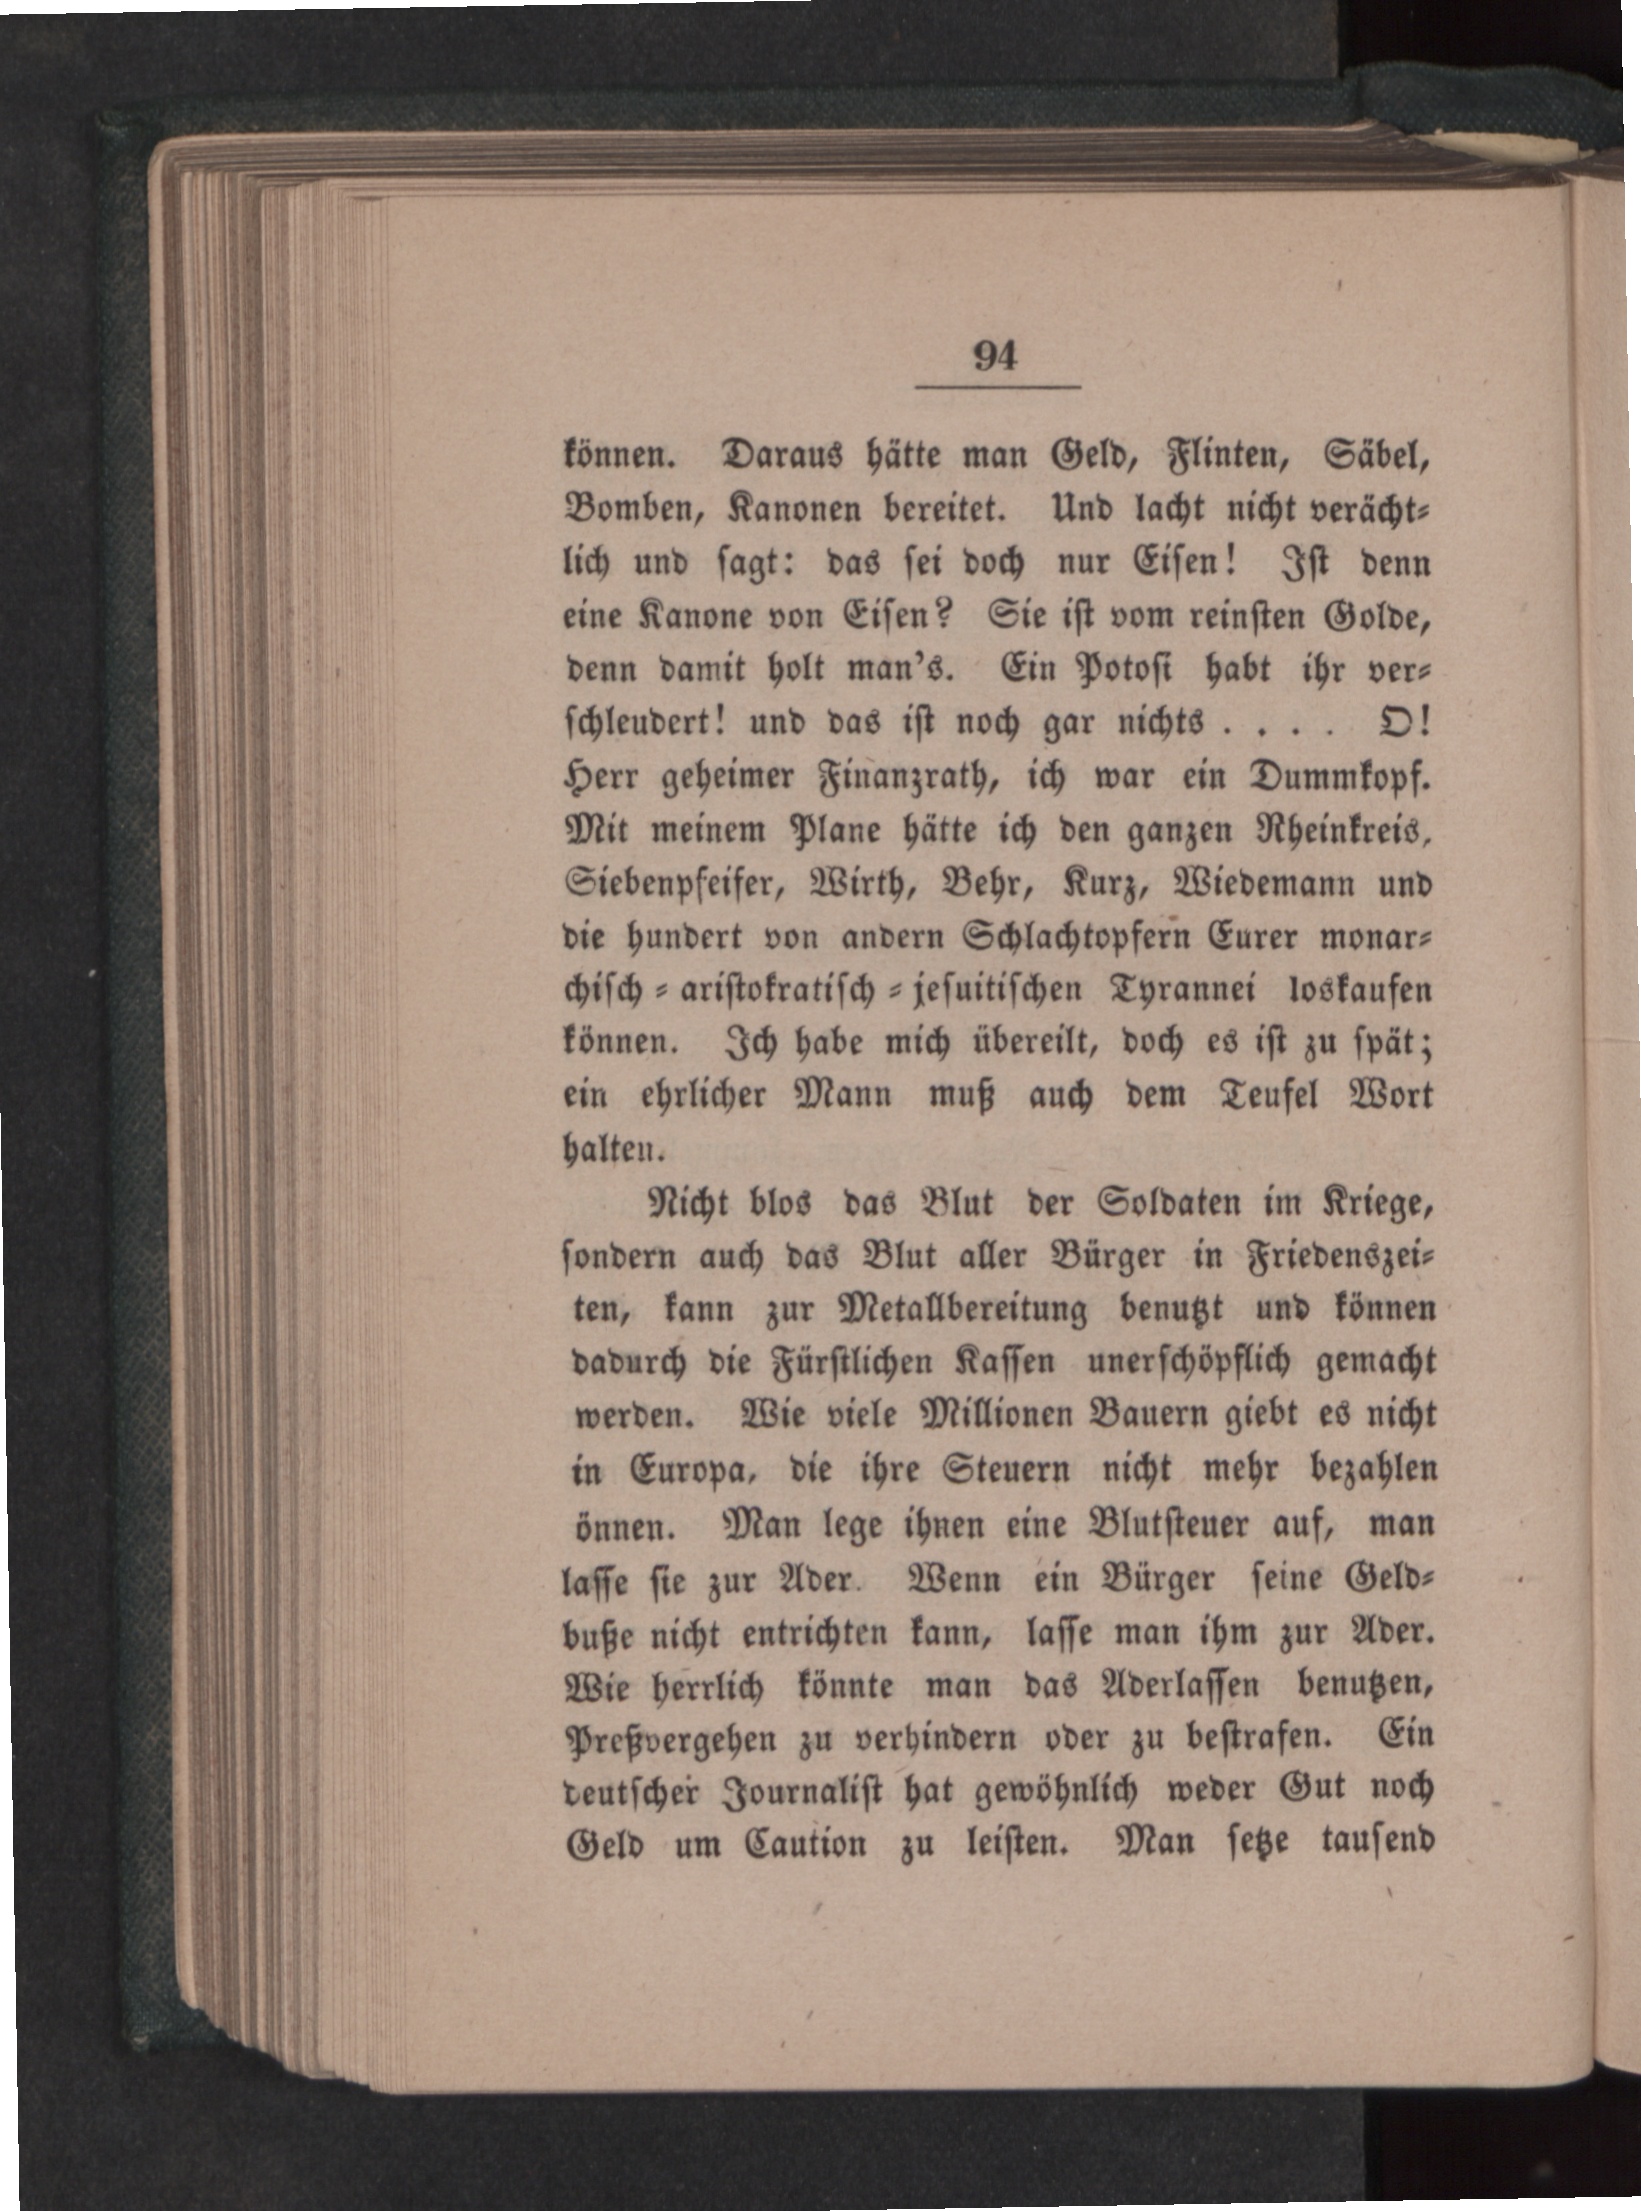 94
können. Daraus hätte man Geld, Flinten, Säbel,
Bomben, Kanonen bereitet. Und lacht nicht verächt-
lich und sagt: das sei doch nur Eisen! Ist denn
eine Kanone von Eisen? Sie ist vom reinsten Golde,
denn damit holt man's. Ein Potosi habt ihr ver-
schleudert! und das ist noch gar nichts . . . . O!
Herr geheimer Finanzrath, ich war ein Dummkopf.
Mit meinem Plane hätte ich den ganzen Rheinkreis,
Siebenpfeifer, Wirth, Behr, Kurz, Wiedemann und
die hundert von andern Schlachtopfern Eurer monar-
chisch-aristokratisch-jesuitischen Tyrannei loskaufen
können. Ich habe mich übereilt, doch es ist zu spät;
ein ehrlicher Mann muß auch dem Teufel Wort
halten.
Nicht blos das Blut der Soldaten im Kriege,
sondern auch das Blut aller Bürger in Friedenszei-
ten, kann zur Metallbereitung benutzt und können
dadurch die Fürstlichen Kassen unerschöpflich gemacht
werden. Wie viele Millionen Bauern giebt es nicht
in Europa, die ihre Steuern nicht mehr bezahlen
önnen. Man lege ihnen eine Blutsteuer auf, man
lasse sie zur Ader. Wenn ein Bürger seine Geld-
buße nicht entrichten kann, lasse man ihm zur Ader.
Wie herrlich könnte man das Aderlassen benutzen,
Preßvergehen zu verhindern oder zu bestrafen. Ein
deutscher Journalist hat gewöhnlich weder Gut noch
Geld um Caution zu leisten. Man setze tausend